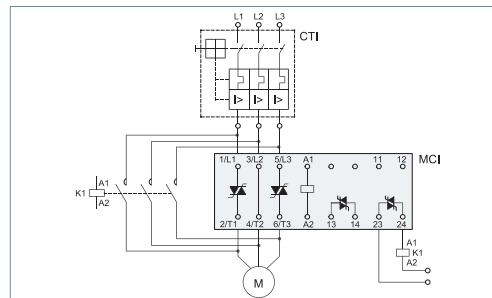 L1 L2 L3
CTI
I> I> I>
1/L1 3/L2 5/L3 A1 11 12
MCI
A1
K1
A2
2/T1 4/T2 6/T3 A2 13 14 23 24
A1
K1
A2
M